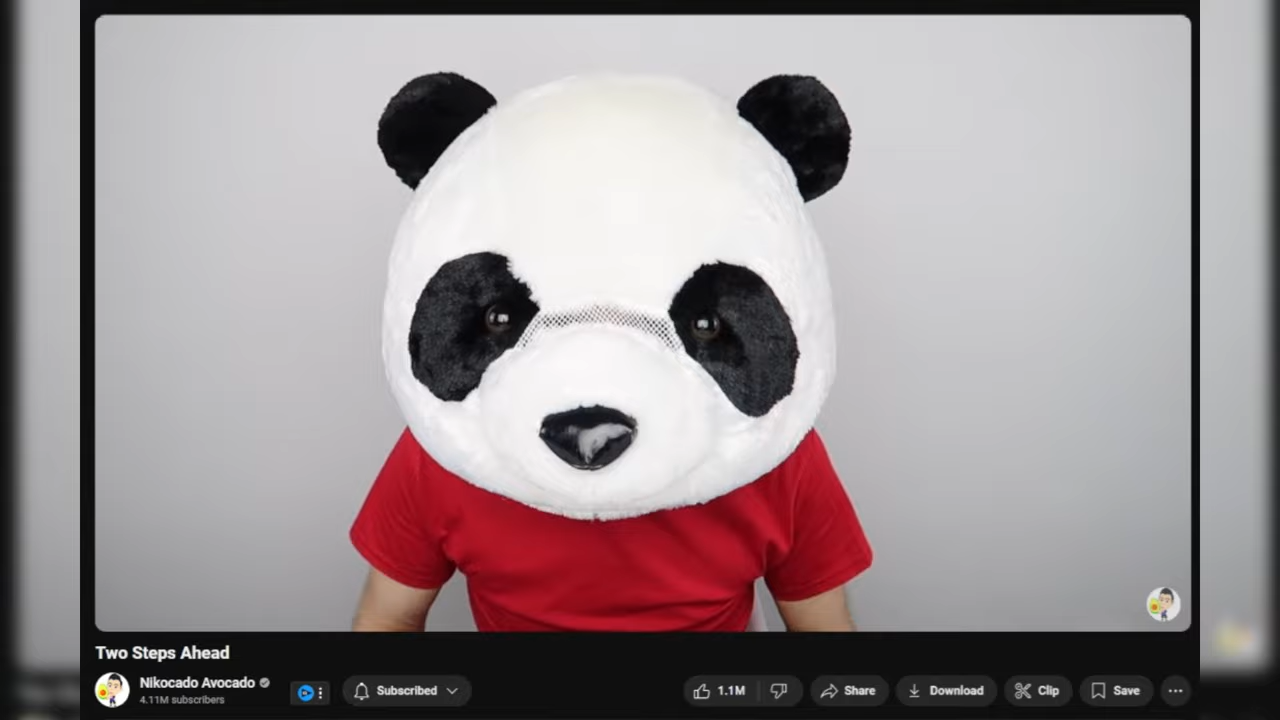 Two Steps Ahead
Nikocado Avocado
4.11M subscribers
Subscribed
1.1M
Share
Download
Clip
Save